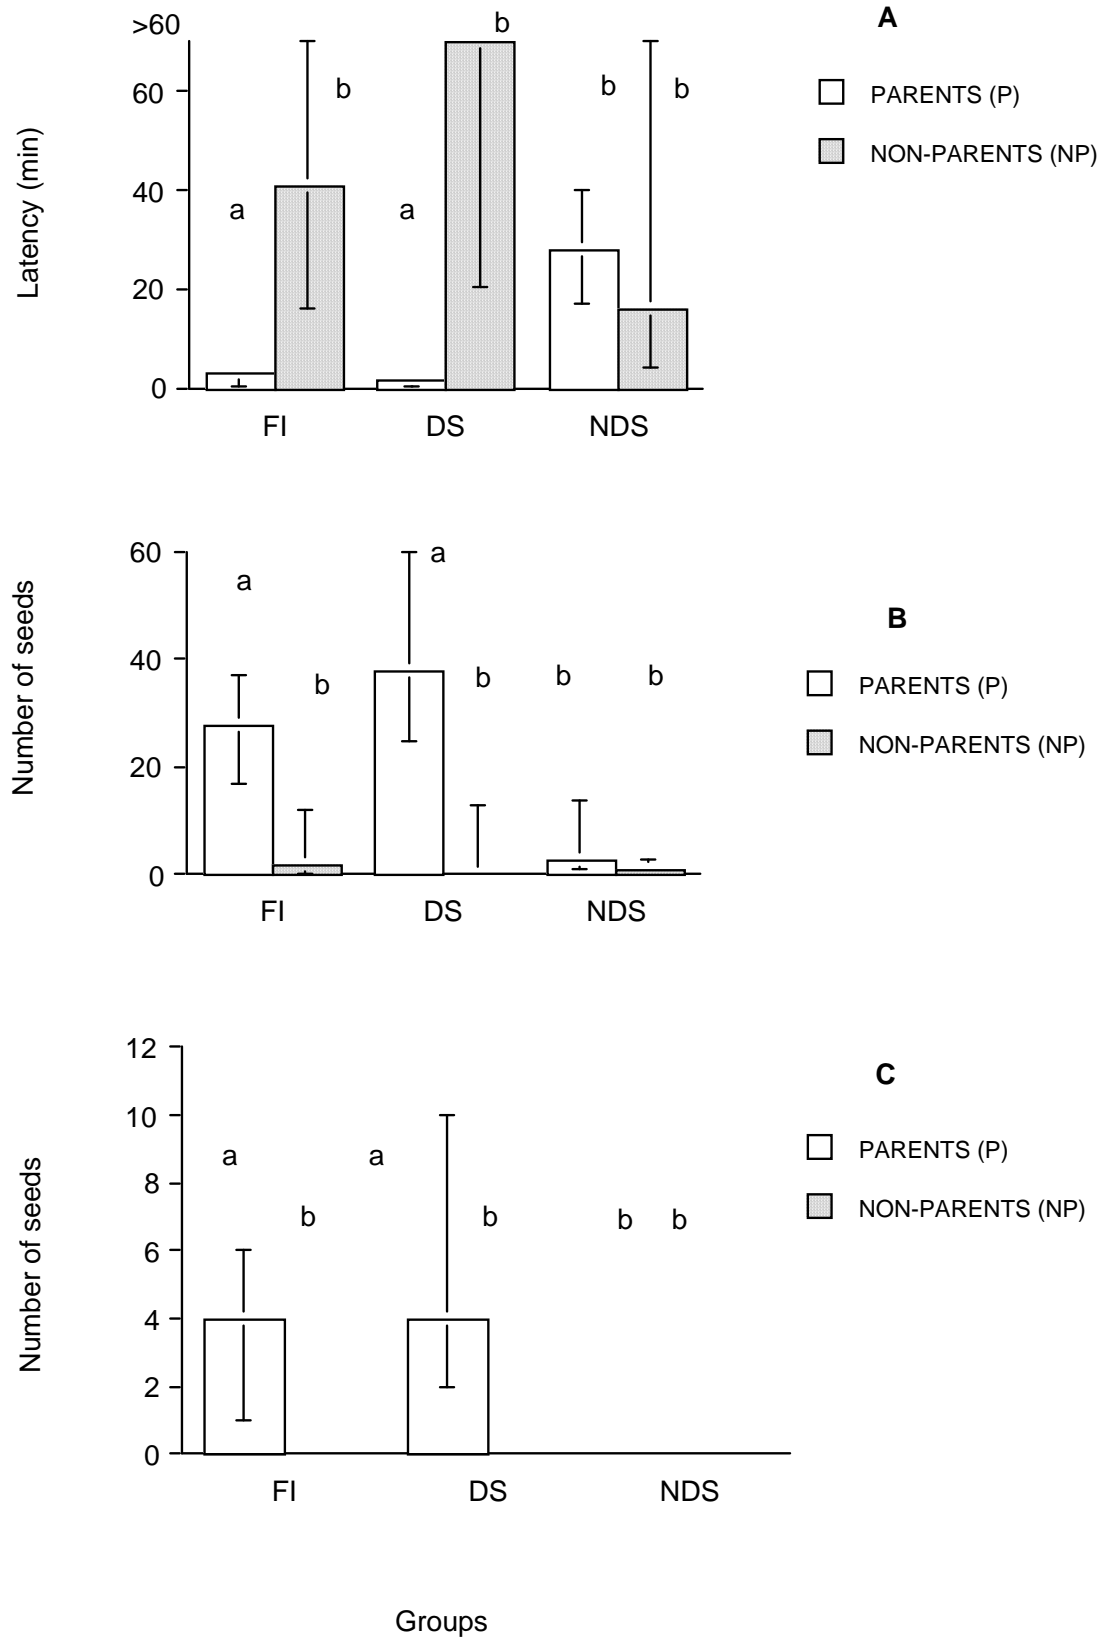 A
>60
b
60
b
b
b
PARENTS (P)
NON-PARENTS (NP)
Latency (min)
40
a
a
20
0
FI
DS
NDS
60
a
a
B
Number of seeds
40
b
b
b
b
PARENTS (P)
20
NON-PARENTS (NP)
0
FI
DS
NDS
12
C
10
a
a
PARENTS (P)
Number of seeds
8
b
b
b
b
NON-PARENTS (NP)
6
4
2
0
FI
DS
NDS
Groups